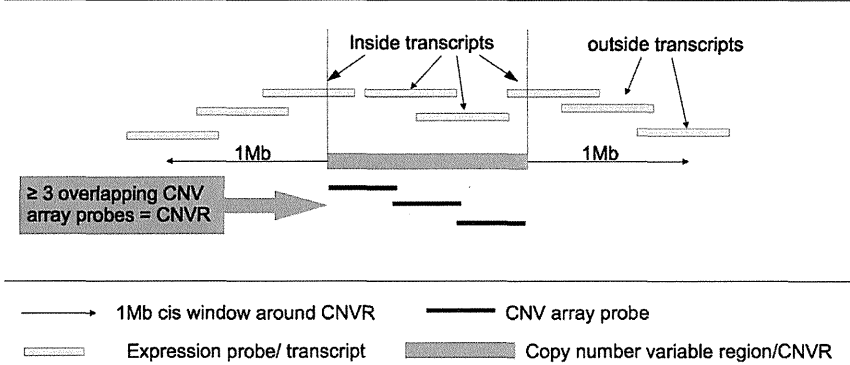 Inside transcripts
outside transcripts
1Mb
1Mb
≥ 3 overlapping CNV
array probes = CNVR
1Mb cis window around CNVR
CNV array probe
Expression probe/ transcript
Copy number variable region/CNVR